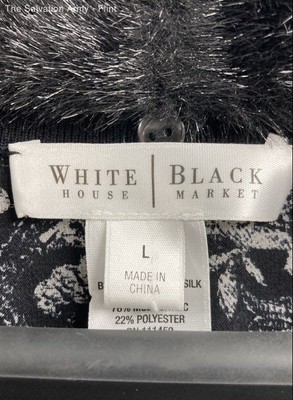 The Salvation Army - Flint
WHITE | BLACK
HOUSE MARKET
L
MADE IN
CHINA
SILK
22% POLYESTER